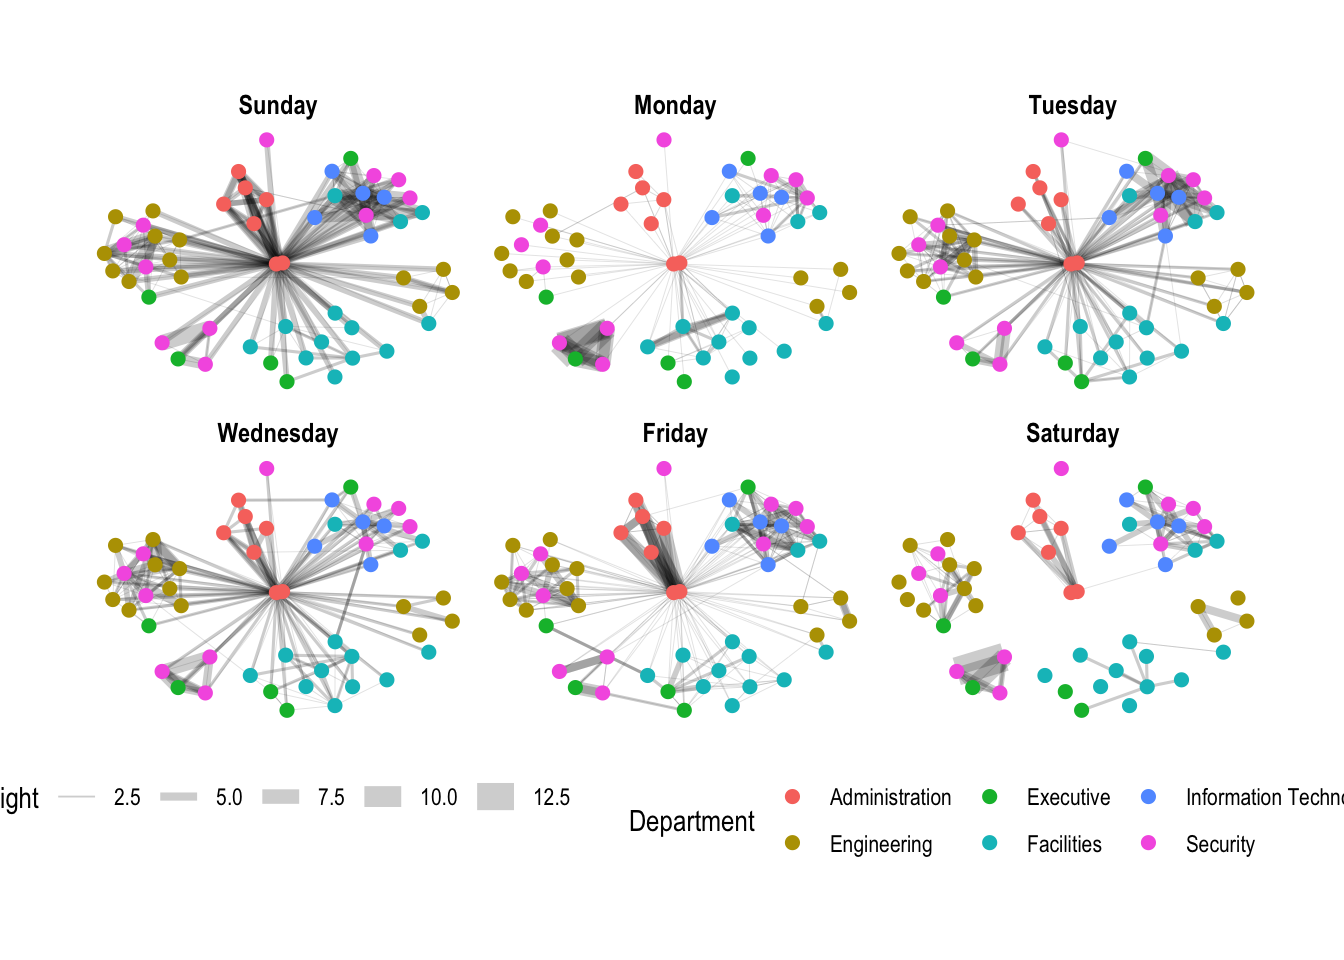 Sunday
Monday
Tuesday
Wednesday
Friday
Saturday
ight 2.5 5.0 7.5 10.0 12.5
Department
Administration Executive Information Techno
Engineering Facilities Security